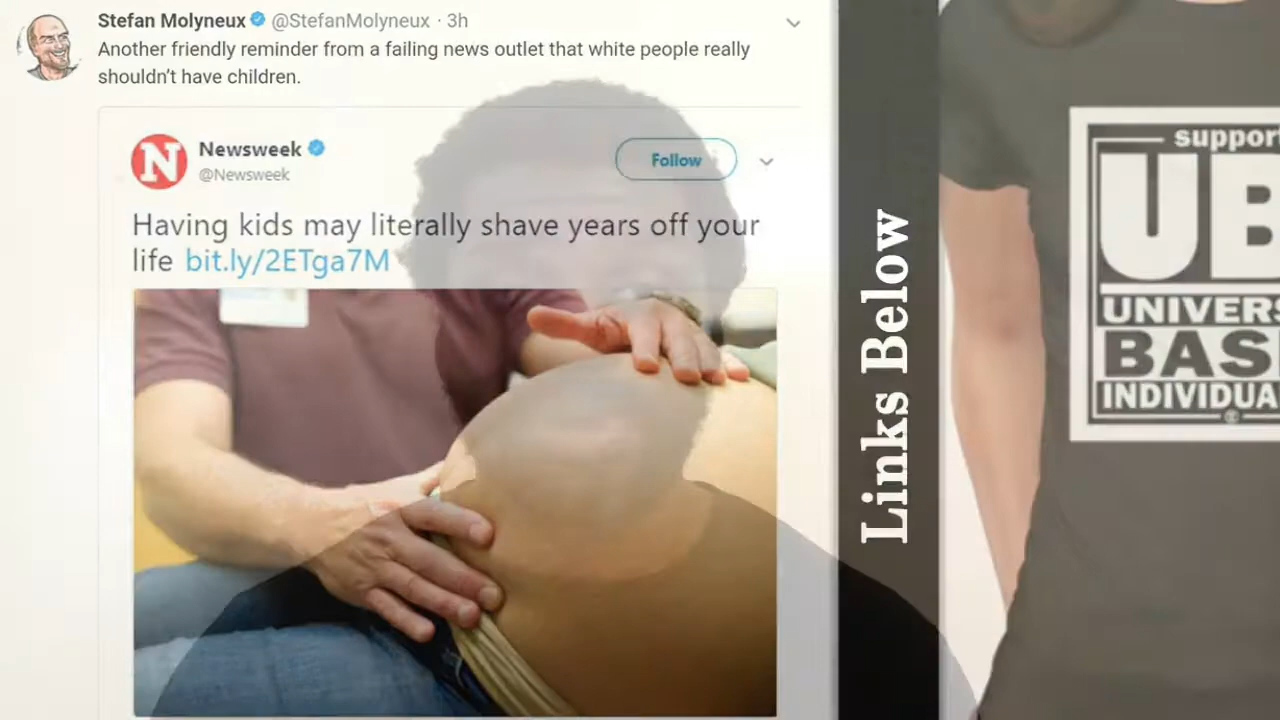 Stefan Molyneux @StefanMolyneux · 3h
Another friendly reminder from a failing news outlet that white people really
shouldn't have children.
N
Newsweek
@Newsweek
Follow
Having kids may literally shave years off your
life bit.ly/2ETga7M
Links Below
support
UB
UNIVERS
BASI
INDIVIDUA